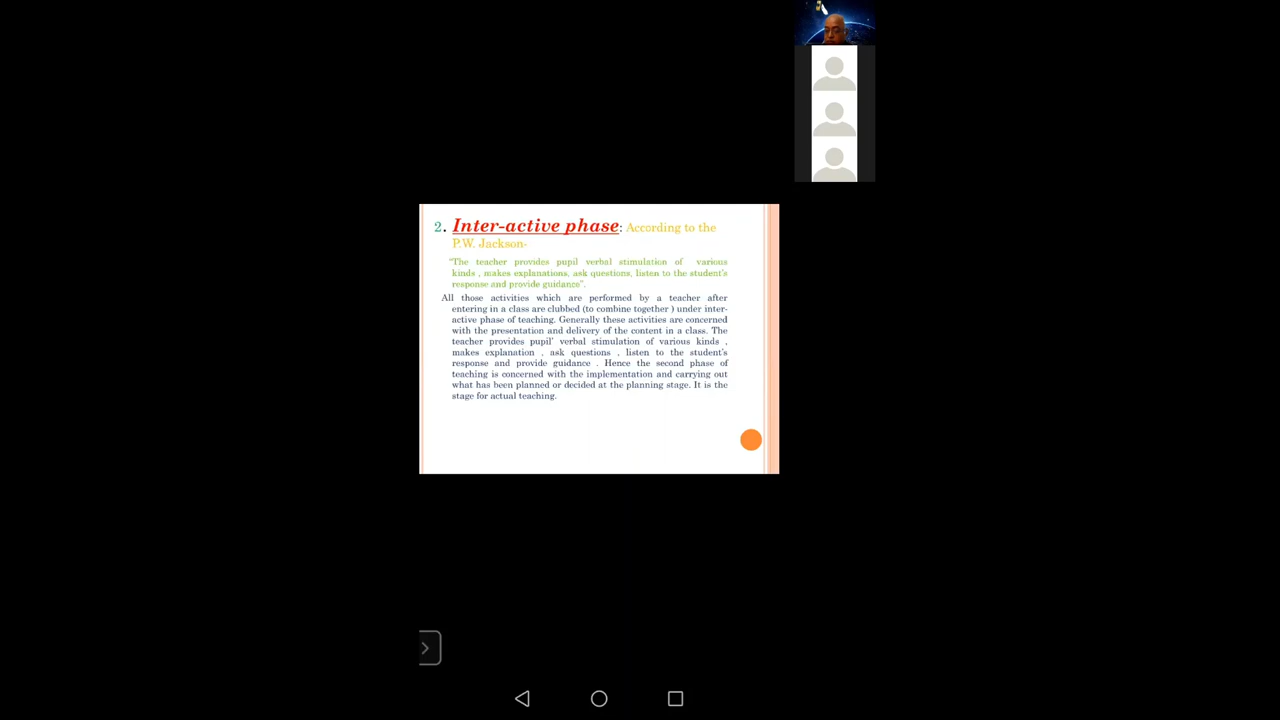 2. Inter-active phase: According to the
P.W. Jackson-
"The teacher provides pupil verbal stimulation of various
kinds , makes explanations, ask questions, listen to the student's
response and provide guidance".
All those activities which are performed by a teacher after
entering in a class are clubbed (to combine together ) under inter-
active phase of teaching. Generally these activities are concerned
with the presentation and delivery of the content in a class. The
teacher provides pupil' verbal stimulation of various kinds ,
makes explanation , ask questions , listen to the student's
response and provide guidance . Hence the second phase of
teaching is concerned with the implementation and carrying out
what has been planned or decided at the planning stage. It is the
stage for actual teaching.